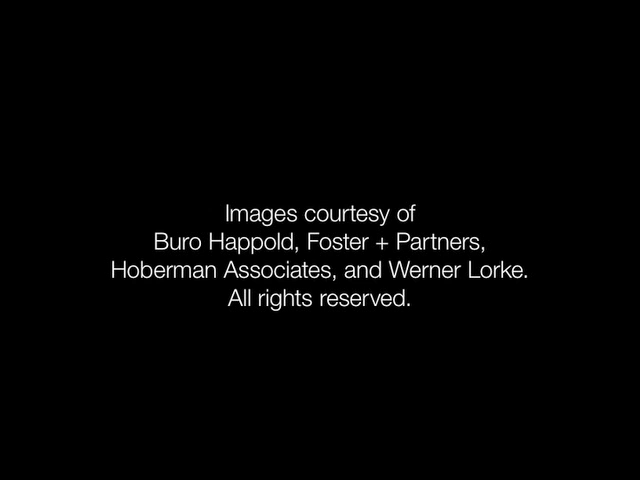 Images courtesy of
Buro Happold, Foster + Partners,
Hoberman Associates, and Werner Lorke.
All rights reserved.